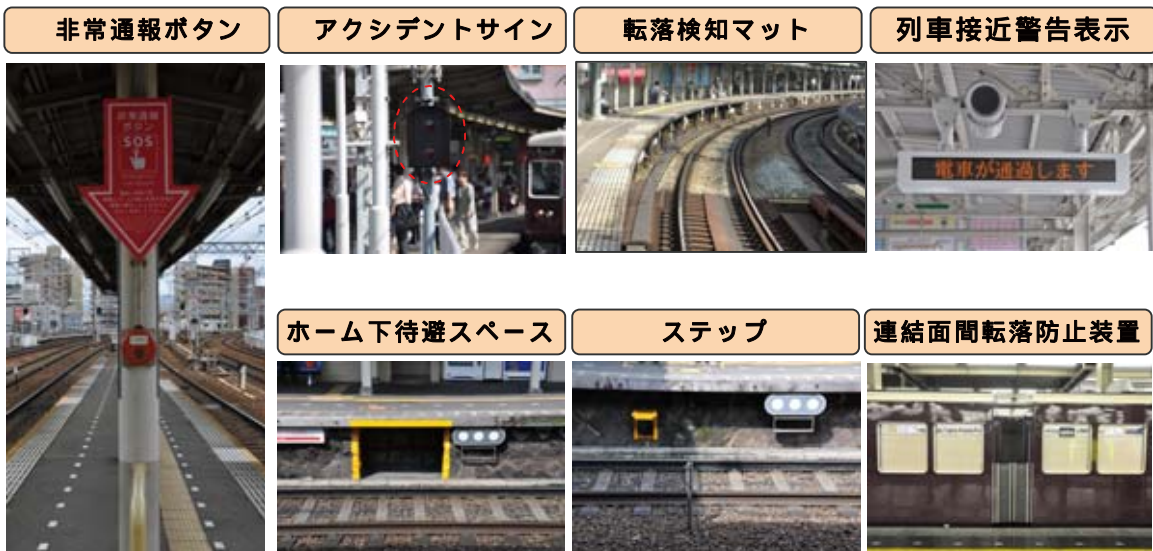 非常通報ボタン
アクシデントサイン
転落検知マット
列車接近警告表示
非常通報
ボタン
SOS
電車が通過します
ホーム下待避スペース
ステップ
連結面間転落防止装置